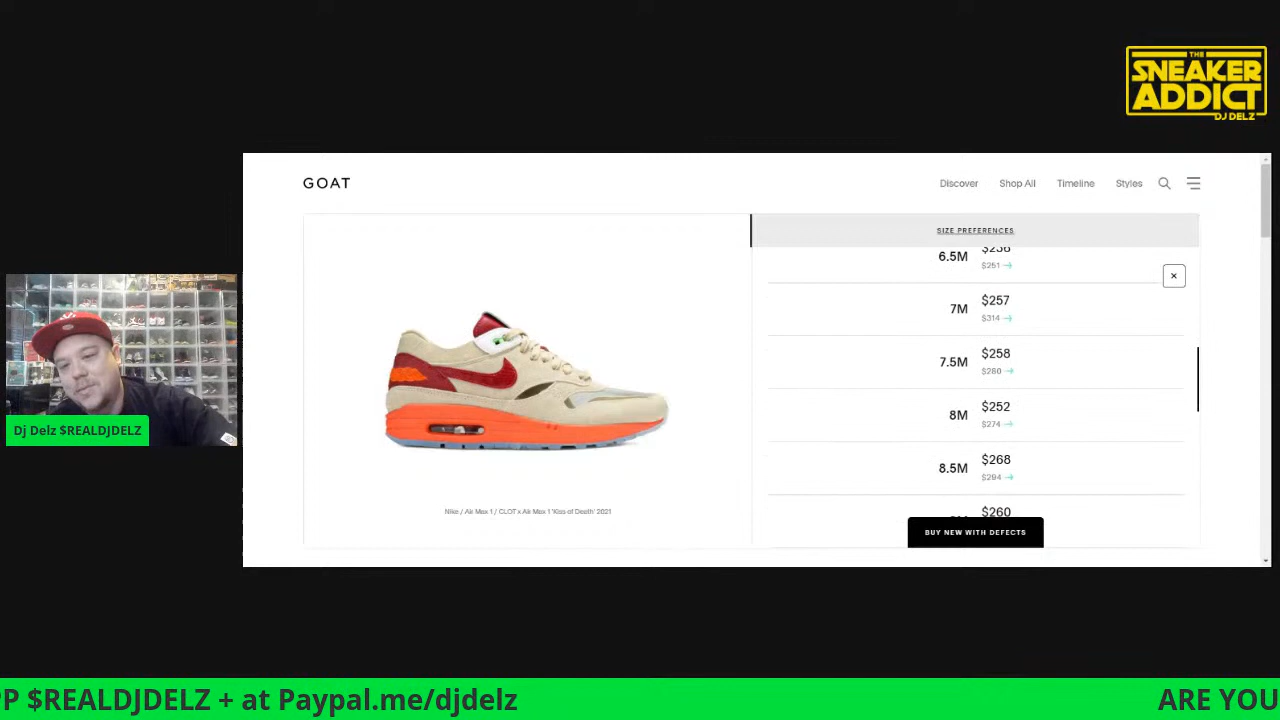 THE
SNEAKER
ADDICT
DJ DELZ
GOAT
Discover
Shop All
Timeline
Styles
SIZE PREFERENCES
6.5M
$236
$251 →
×
7M
$257
$314 →
7.5M
$258
$280 →
8M
$252
$274 →
8.5M
$268
$294 →
$260
BUY NEW WITH DEFECTS
Nike / Air Max 1 / CLOT x Air Max 1 'Kiss of Death' 2021
Dj Delz $REALDJDELZ
$REALDJDELZ + at Paypal.me/djdelz
ARE YOU